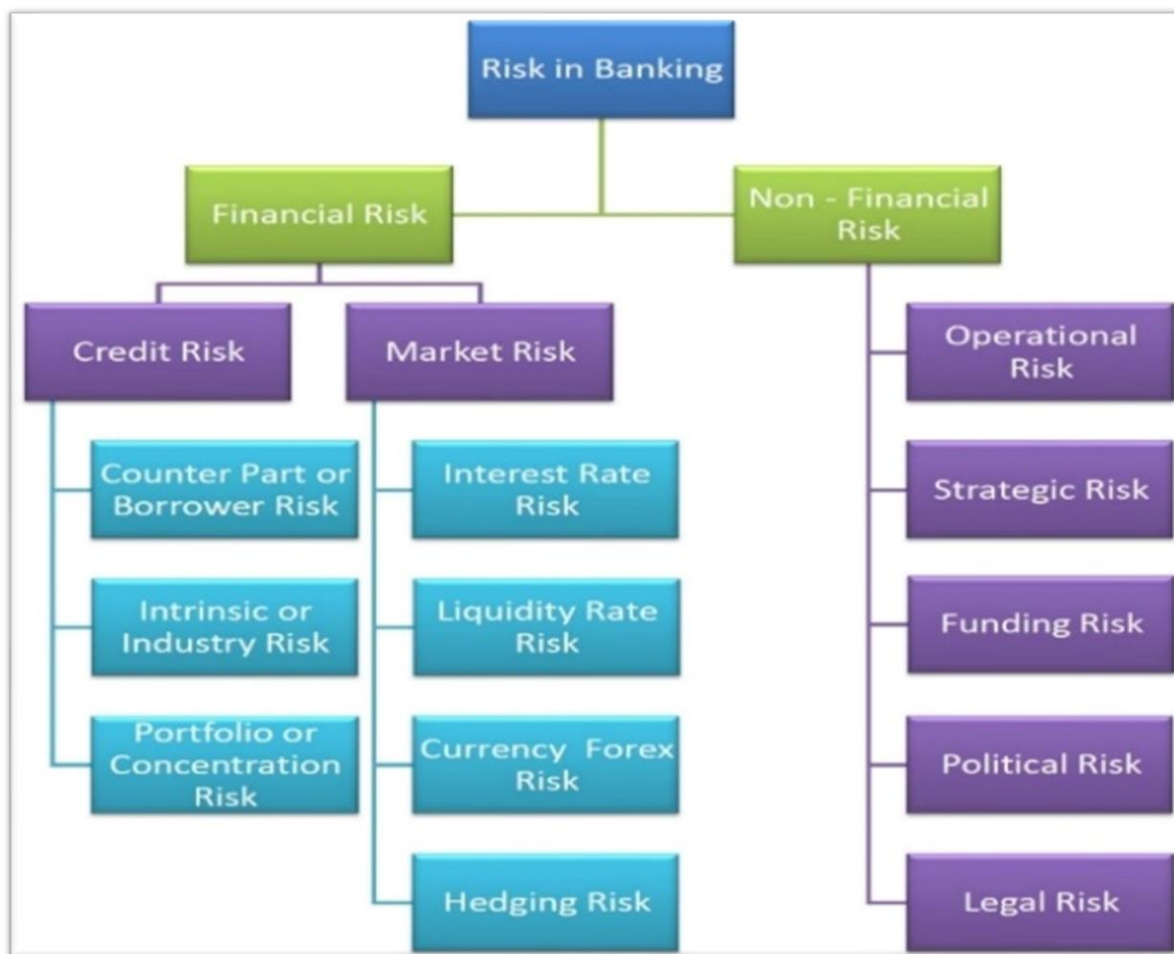 Risk in Banking
Financial Risk
Non - Financial
Risk
Credit Risk
Market Risk
Counter Part or
Borrower Risk
Intrinsic or
Industry Risk
Portfolio or
Concentration
Risk
Interest Rate
Risk
Liquidity Rate
Risk
Currency Forex
Risk
Hedging Risk
Operational
Risk
Strategic Risk
Funding Risk
Political Risk
Legal Risk